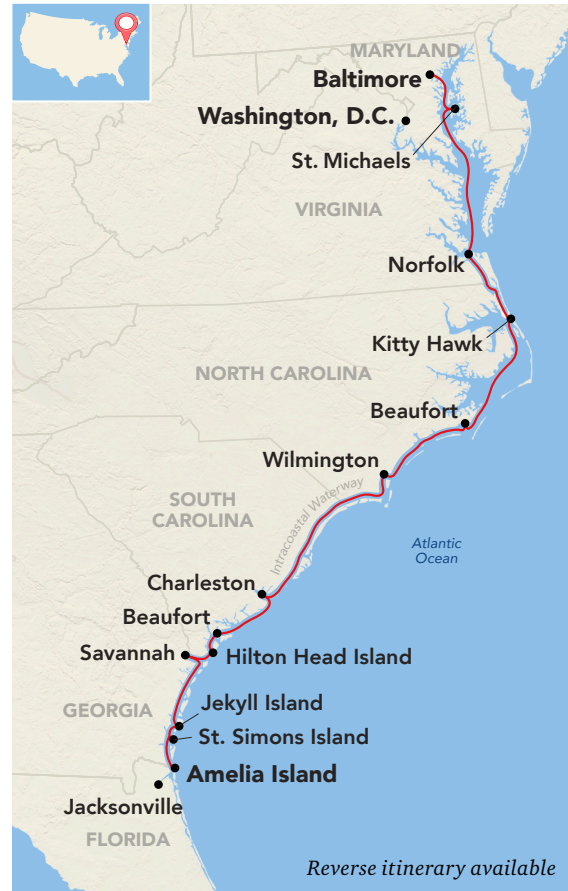 MARYLAND
Baltimore
Washington, D.C.
St. Michaels
VIRGINIA
Norfolk
Kitty Hawk
NORTH CAROLINA
Beaufort
Wilmington
Intracoastal Waterway
SOUTH
CAROLINA
Atlantic
Ocean
Charleston
Beaufort
Savannah
Hilton Head Island
GEORGIA
Jekyll Island
St. Simons Island
Amelia Island
Jacksonville
FLORIDA
Reverse itinerary available